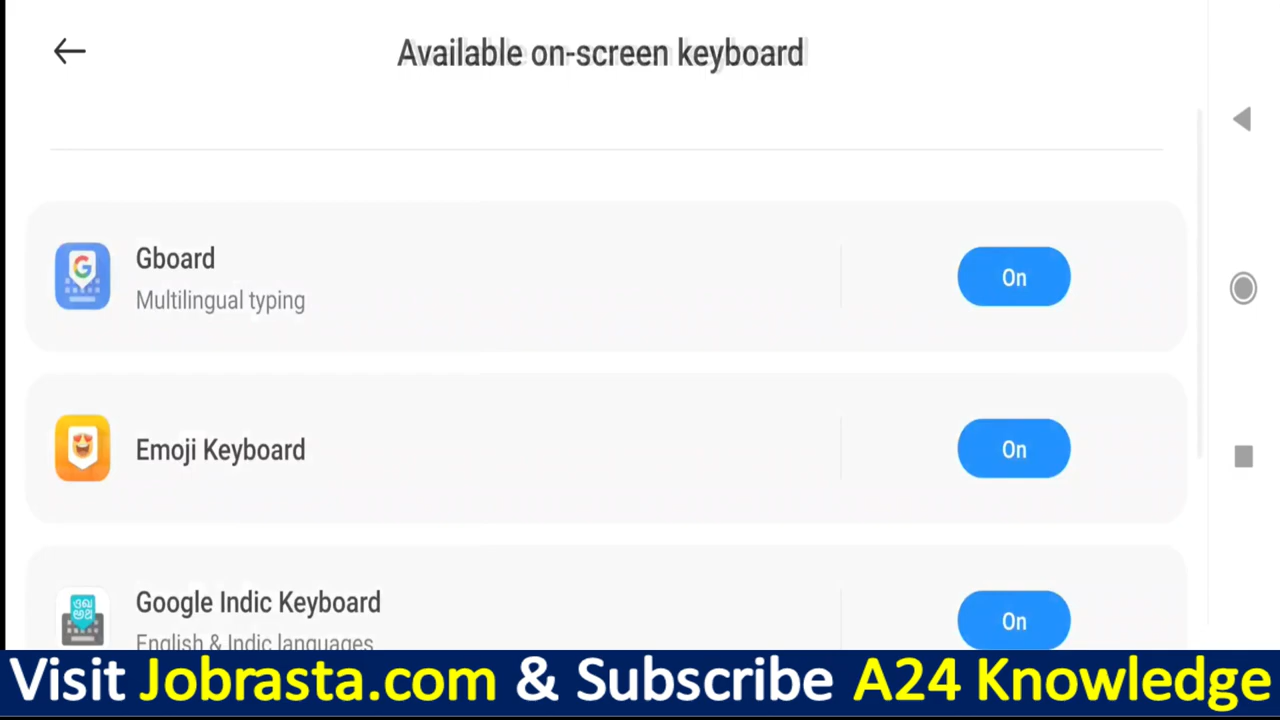 Available on-screen keyboard
Gboard
Multilingual typing
On
Emoji Keyboard
On
Google Indic Keyboard
English & Indic languages
On
Visit Jobrasta.com & Subscribe A24 Knowledge